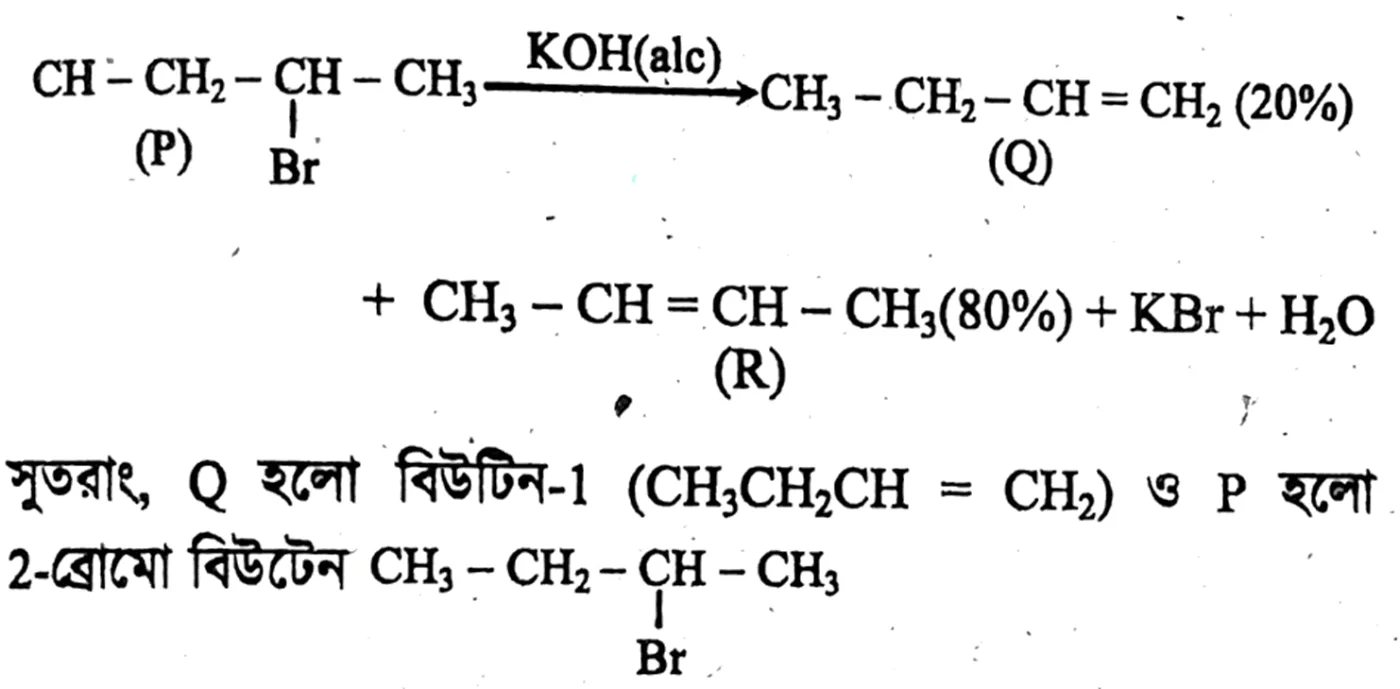 KOH(alc)
CH – CH₂ – CH – CH₃ ⟶ CH₃ – CH₂ – CH = CH₂ (20%)
|
(P) Br (Q)
+ CH₃ – CH = CH – CH₃(80%) + KBr + H₂O
(R)
সুতরাং, Q হলো বিউটিন-1 (CH₃CH₂CH = CH₂) ও P হলো
2-ব্রোমো বিউটেন CH₃ – CH₂ – CH – CH₃
|
Br